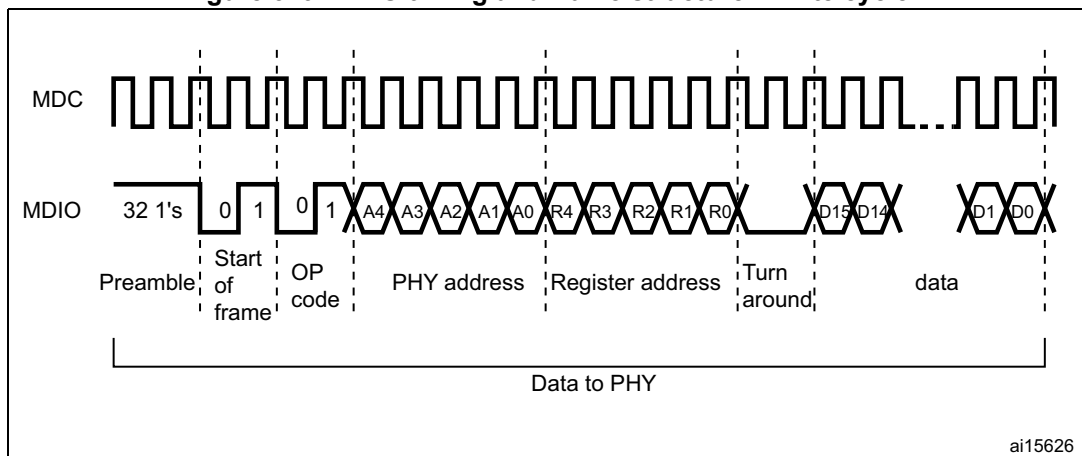 MDC
MDIO 32 1's 0 1 0 1 A4 A3 A2 A1 A0 R4 R3 R2 R1 R0 D15 D14 D1 D0
Preamble
Start
of
frame
OP
code
PHY address
Register address
Turn
around
data
Data to PHY
ai15626